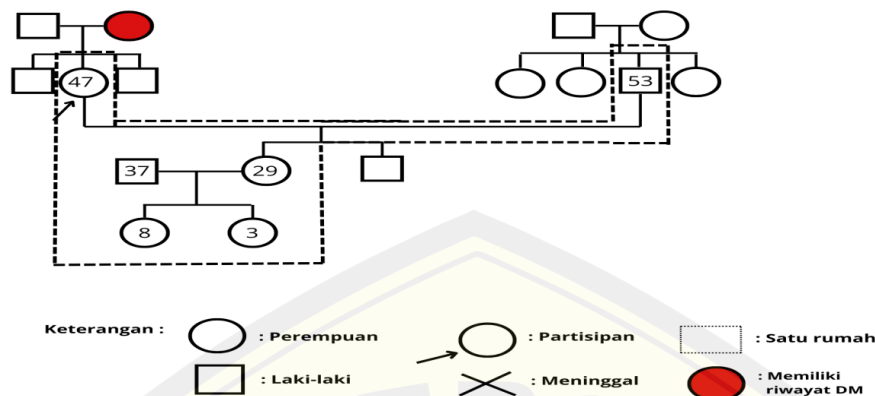 47
53
37
29
8
3
Keterangan :
: Perempuan
: Partisipan
: Satu rumah
: Laki-laki
: Meninggal
: Memiliki
riwayat DM